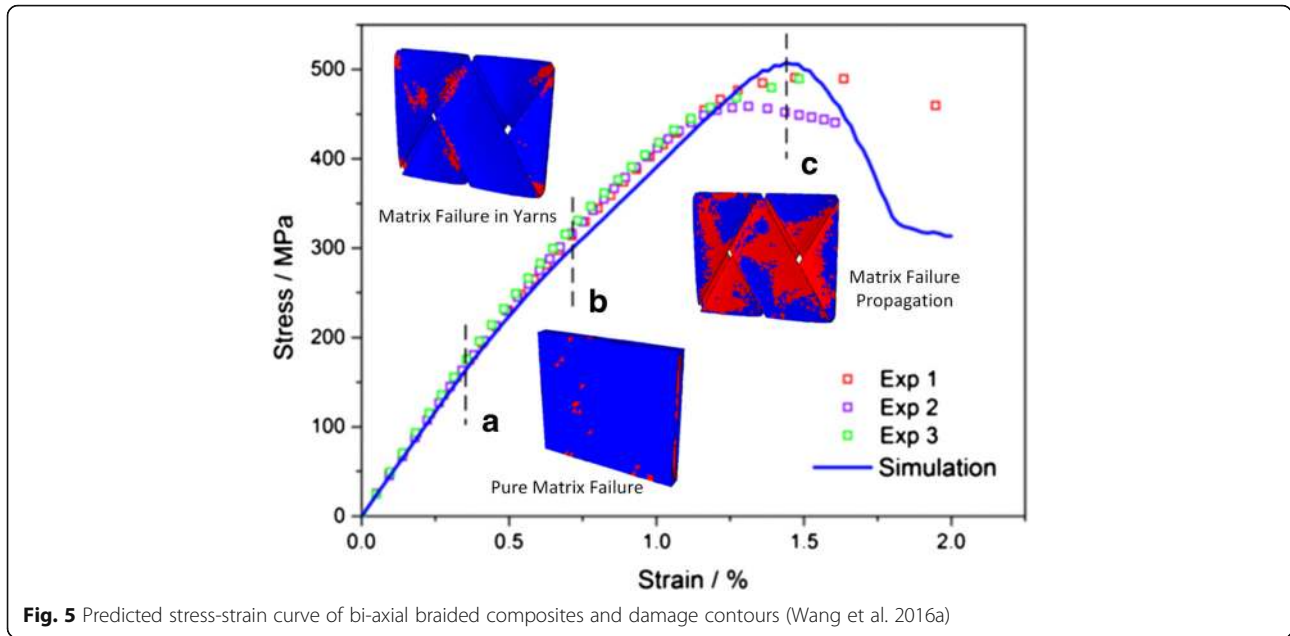 500
400
300
200
100
0
Stress / MPa
0.0
0.5
1.0
1.5
2.0
Strain / %
Matrix Failure in Yarns
a
b
c
Pure Matrix Failure
Matrix Failure
Propagation
Exp 1
Exp 2
Exp 3
Simulation
Fig. 5 Predicted stress-strain curve of bi-axial braided composites and damage contours (Wang et al. 2016a)